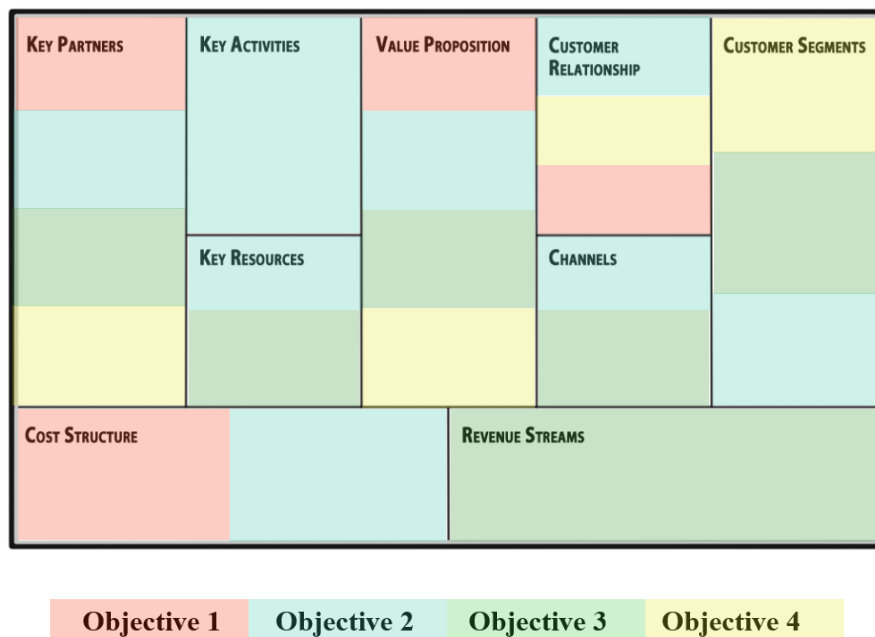 KEY PARTNERS
KEY ACTIVITIES
VALUE PROPOSITION
CUSTOMER
RELATIONSHIP
CUSTOMER SEGMENTS
KEY RESOURCES
CHANNELS
COST STRUCTURE
REVENUE STREAMS
Objective 1
Objective 2
Objective 3
Objective 4